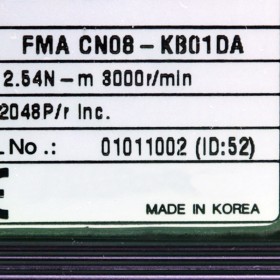 FMA CN08-KB01DA
2.54N-m 3000r/min
2048P/r Inc.
No.: 01011002 (ID:52)
MADE IN KOREA